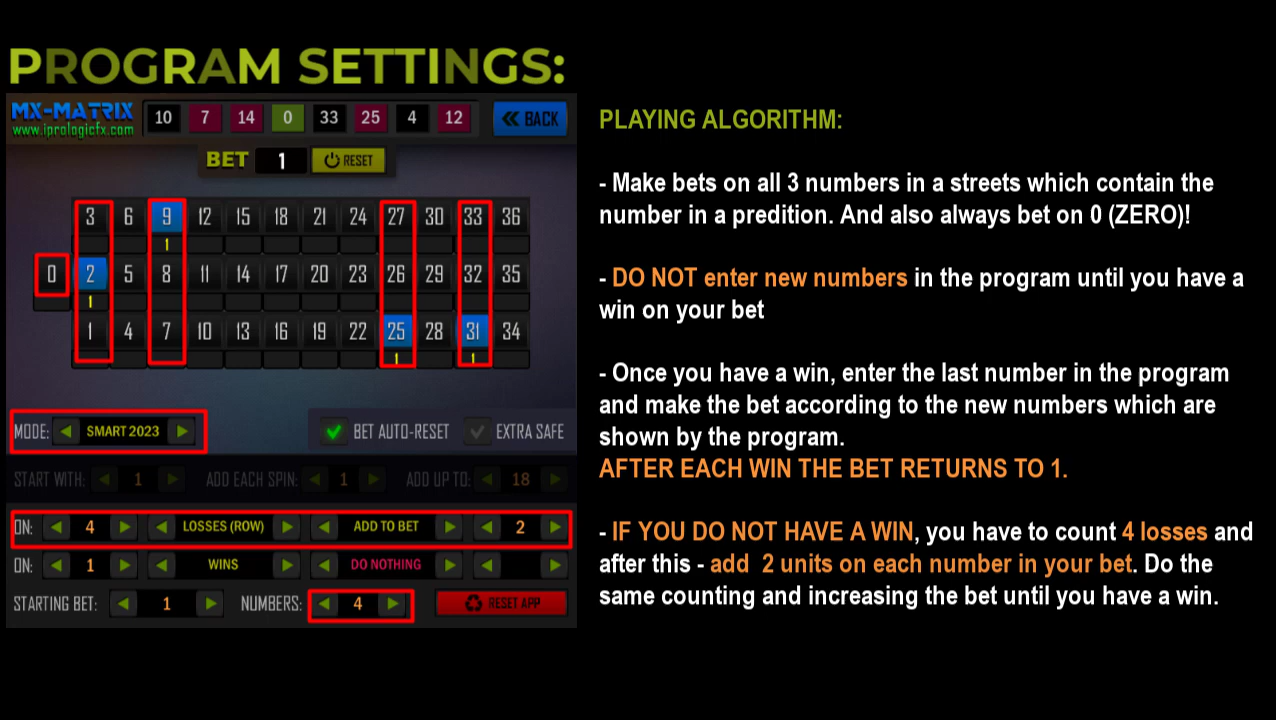 PROGRAM SETTINGS:
MX-MATRIX
www.iprologicfx.com
10 7 14 0 33 25 4 12
BACK
BET 1 RESET
3 6 9 12 15 18 21 24 27 30 33 36
1
0 2 5 8 11 14 17 20 23 26 29 32 35
1
1 4 7 10 13 16 19 22 25 28 31 34
1 1
MODE: SMART 2023 BET AUTO-RESET EXTRA SAFE
START WITH: 1 ADD EACH SPIN: 1 ADD UP TO: 18
ON: 4 LOSSES (ROW) ADD TO BET 2
ON: 1 WINS DO NOTHING
STARTING BET: 1 NUMBERS: 4 RESET APP
PLAYING ALGORITHM:
- Make bets on all 3 numbers in a streets which contain the
number in a predition. And also always bet on 0 (ZERO)!
- DO NOT enter new numbers in the program until you have a
win on your bet
- Once you have a win, enter the last number in the program
and make the bet according to the new numbers which are
shown by the program.
AFTER EACH WIN THE BET RETURNS TO 1.
- IF YOU DO NOT HAVE A WIN, you have to count 4 losses and
after this - add 2 units on each number in your bet. Do the
same counting and increasing the bet until you have a win.